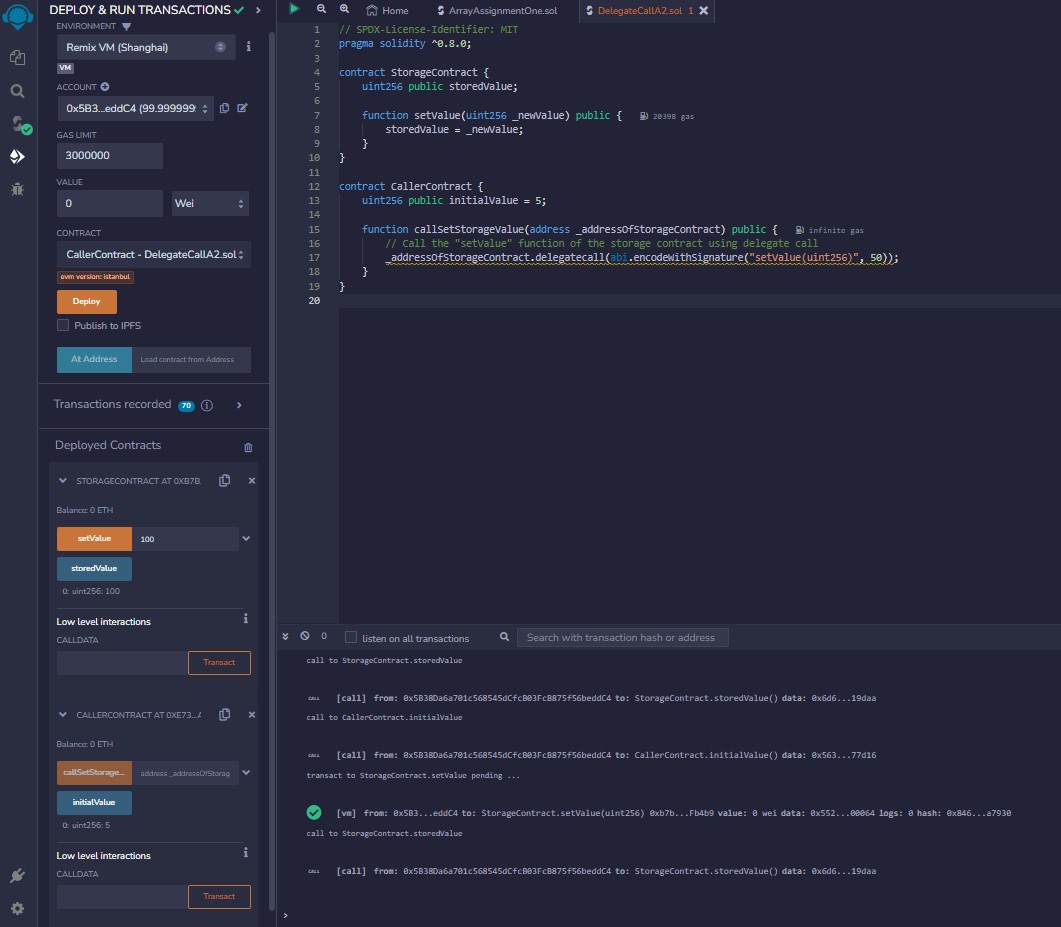 DEPLOY & RUN TRANSACTIONS
ENVIRONMENT
Remix VM (Shanghai)
VM
ACCOUNT
0x5B3...eddC4 (99.9999999
GAS LIMIT
3000000
VALUE
0
Wei
CONTRACT
CallerContract - DelegateCallA2.sol
evm version: istanbul
Deploy
Publish to IPFS
At Address
Load contract from Address
Transactions recorded 70
Deployed Contracts
STORAGECONTRACT AT 0XB7B.
Balance: 0 ETH
setValue
100
storedValue
0: uint256: 100
Low level interactions
CALLDATA
Transact
CALLERCONTRACT AT 0XE73...A
Balance: 0 ETH
callSetStorage...
address _addressOfStorag
initialValue
0: uint256: 5
Low level interactions
CALLDATA
Transact
Home
ArrayAssignmentOne.sol
DelegateCallA2.sol 1
1 // SPDX-License-Identifier: MIT
2 pragma solidity ^0.8.0;
3
4 contract StorageContract {
5 uint256 public storedValue;
6
7 function setValue(uint256 _newValue) public { 20398 gas
8 storedValue = _newValue;
9 }
10 }
11
12 contract CallerContract {
13 uint256 public initialValue = 5;
14
15 function callSetStorageValue(address _addressOfStorageContract) public { infinite gas
16 // Call the "setValue" function of the storage contract using delegate call
17 _addressOfStorageContract.delegatecall(abi.encodeWithSignature("setValue(uint256)", 50));
18 }
19 }
20
0
listen on all transactions
Search with transaction hash or address
call to StorageContract.storedValue
CALL [call] from: 0x5B38Da6a701c568545dCfcB03FcB875f56beddC4 to: StorageContract.storedValue() data: 0x6d6...19daa
call to CallerContract.initialValue
CALL [call] from: 0x5B38Da6a701c568545dCfcB03FcB875f56beddC4 to: CallerContract.initialValue() data: 0x563...77d16
transact to StorageContract.setValue pending ...
[vm] from: 0x5B3...eddC4 to: StorageContract.setValue(uint256) 0xb7b...Fb4b9 value: 0 wei data: 0x552...00064 logs: 0 hash: 0x846...a7930
call to StorageContract.storedValue
CALL [call] from: 0x5B38Da6a701c568545dCfcB03FcB875f56beddC4 to: StorageContract.storedValue() data: 0x6d6...19daa
>